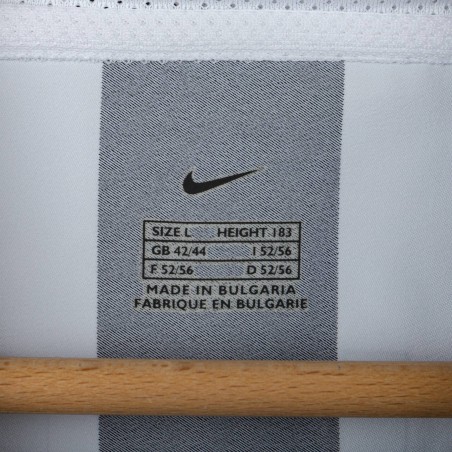 SIZE L HEIGHT 183
GB 42/44 I 52/56
F 52/56 D 52/56
MADE IN BULGARIA
FABRIQUE EN BULGARIE